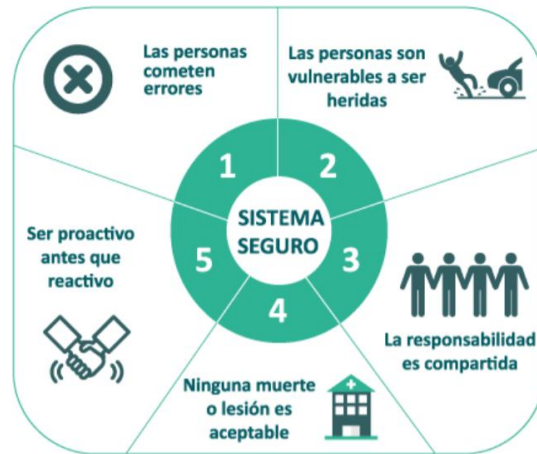 Las personas
cometen
errores
Las personas son
vulnerables a ser
heridas
1
2
SISTEMA
SEGURO
5
3
4
Ser proactivo
antes que
reactivo
La responsabilidad
es compartida
Ninguna muerte
o lesión es
aceptable